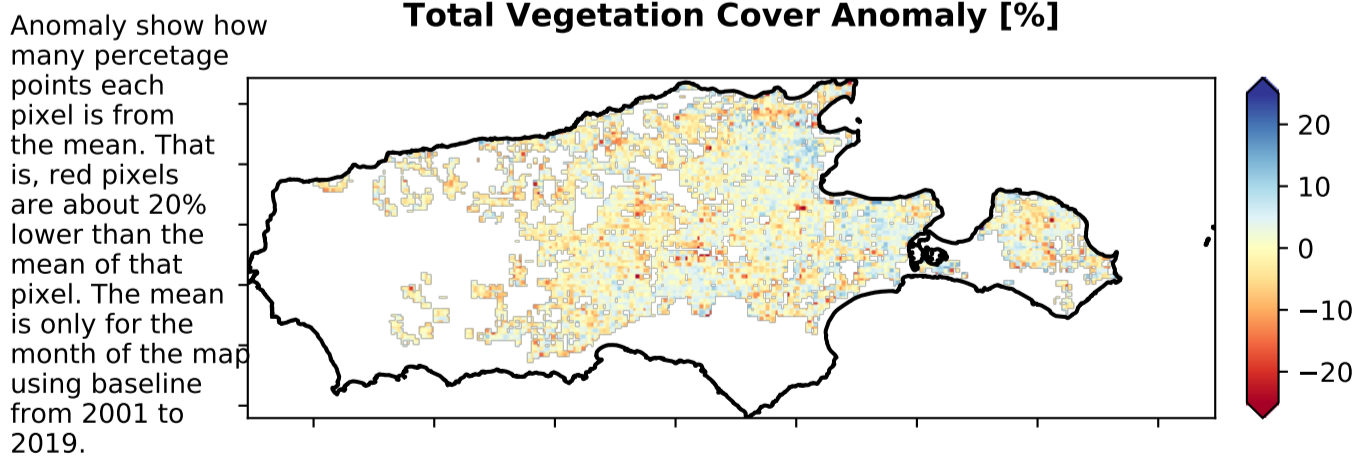 Total Vegetation Cover Anomaly [%]
Anomaly show how
many percetage
points each
pixel is from
the mean. That
is, red pixels
are about 20%
lower than the
mean of that
pixel. The mean
is only for the
month of the map
using baseline
from 2001 to
2019.
20
10
0
−10
−20